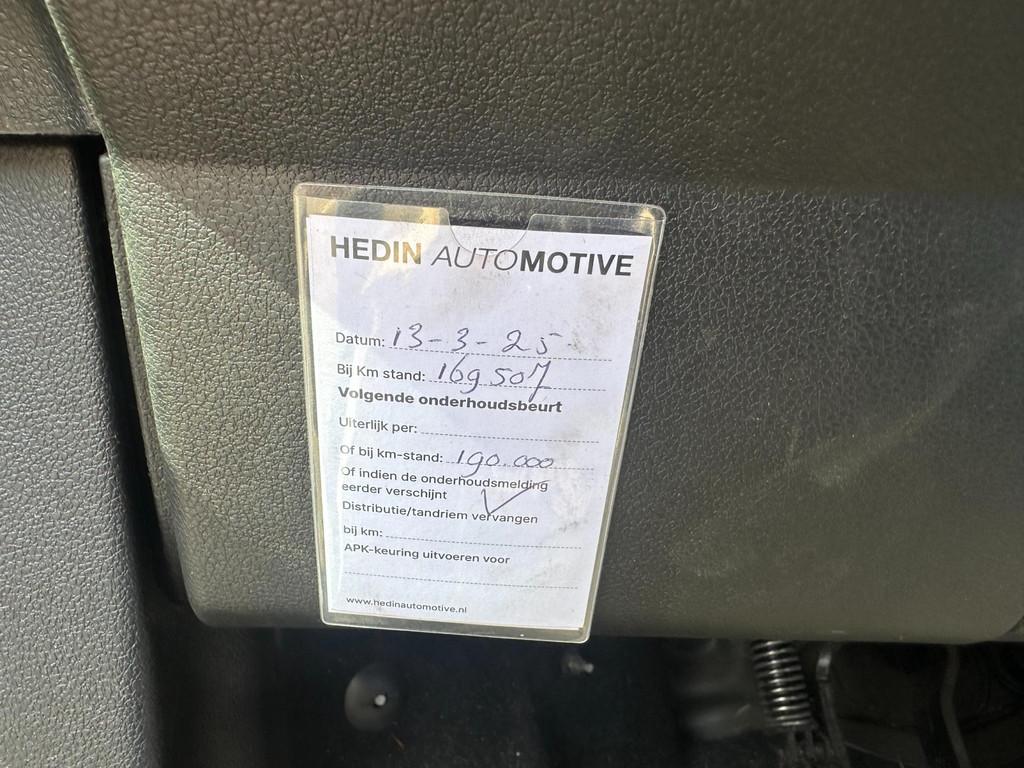 HEDIN AUTOMOTIVE
Datum: 13-3-25
Bij Km stand: 169507
Volgende onderhoudsbeurt
Uiterlijk per:
Of bij km-stand: 190.000
Of indien de onderhoudsmelding
eerder verschijnt
Distributie/tandriem vervangen
bij km:
APK-keuring uitvoeren voor
www.hedinautomotive.nl